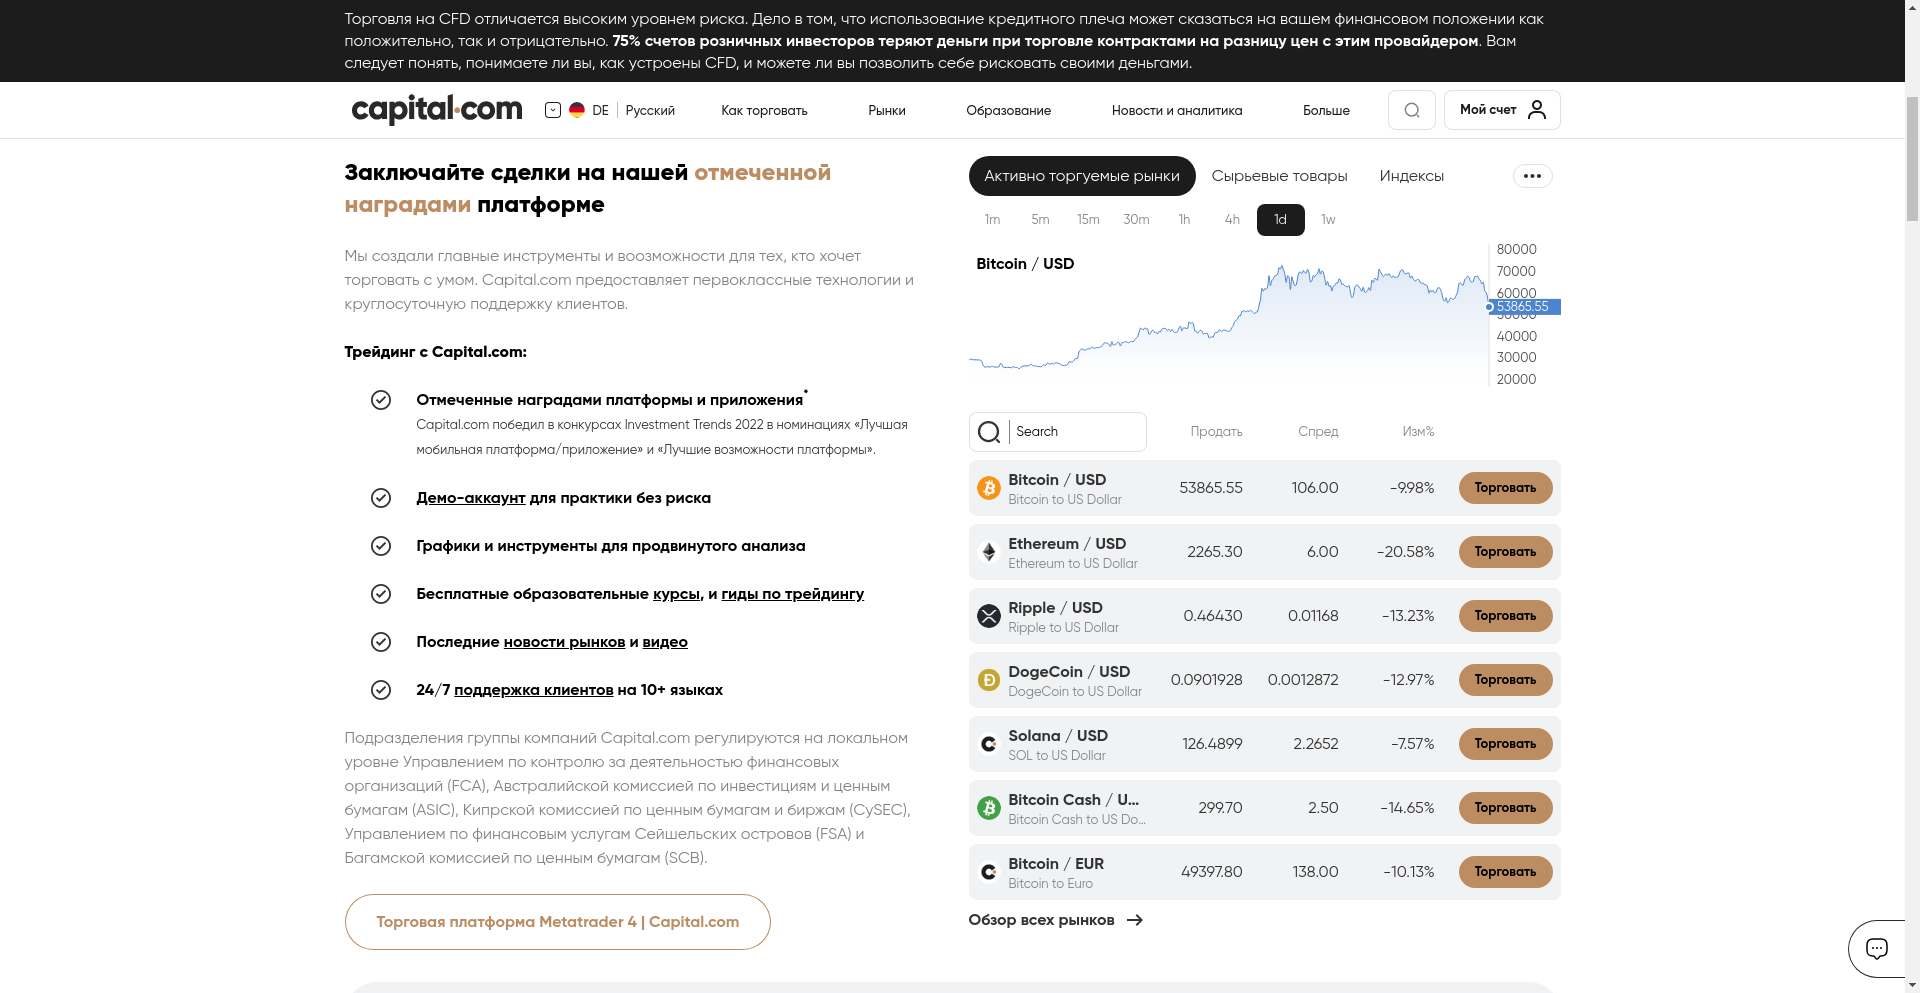 Торговля на CFD отличается высоким уровнем риска. Дело в том, что использование кредитного плеча может сказаться на вашем финансовом положении как
положительно, так и отрицательно. 75% счетов розничных инвесторов теряют деньги при торговле контрактами на разницу цен с этим провайдером. Вам
следует понять, понимаете ли вы, как устроены CFD, и можете ли вы позволить себе рисковать своими деньгами.
capital.com DE Русский Как торговать Рынки Образование Новости и аналитика Больше Мой счет
Заключайте сделки на нашей отмеченной
наградами платформе
Мы создали главные инструменты и воозможности для тех, кто хочет
торговать с умом. Capital.com предоставляет первоклассные технологии и
круглосуточную поддержку клиентов.
Трейдинг с Capital.com:
Отмеченные наградами платформы и приложения*
Capital.com победил в конкурсах Investment Trends 2022 в номинациях «Лучшая
мобильная платформа/приложение» и «Лучшие возможности платформы».
Демо-аккаунт для практики без риска
Графики и инструменты для продвинутого анализа
Бесплатные образовательные курсы, и гиды по трейдингу
Последние новости рынков и видео
24/7 поддержка клиентов на 10+ языках
Подразделения группы компаний Capital.com регулируются на локальном
уровне Управлением по контролю за деятельностью финансовых
организаций (FCA), Австралийской комиссией по инвестициям и ценным
бумагам (ASIC), Кипрской комиссией по ценным бумагам и биржам (CySEC),
Управлением по финансовым услугам Сейшельских островов (FSA) и
Багамской комиссией по ценным бумагам (SCB).
Торговая платформа Metatrader 4 | Capital.com
Активно торгуемые рынки Сырьевые товары Индексы
1m 5m 15m 30m 1h 4h 1d 1w
Bitcoin / USD
80000
70000
60000
53865.55
50000
40000
30000
20000
Search Продать Спред Изм%
Bitcoin / USD 53865.55 106.00 -9.98% Торговать
Bitcoin to US Dollar
Ethereum / USD 2265.30 6.00 -20.58% Торговать
Ethereum to US Dollar
Ripple / USD 0.46430 0.01168 -13.23% Торговать
Ripple to US Dollar
DogeCoin / USD 0.0901928 0.0012872 -12.97% Торговать
DogeCoin to US Dollar
Solana / USD 126.4899 2.2652 -7.57% Торговать
SOL to US Dollar
Bitcoin Cash / U... 299.70 2.50 -14.65% Торговать
Bitcoin Cash to US Do...
Bitcoin / EUR 49397.80 138.00 -10.13% Торговать
Bitcoin to Euro
Обзор всех рынков